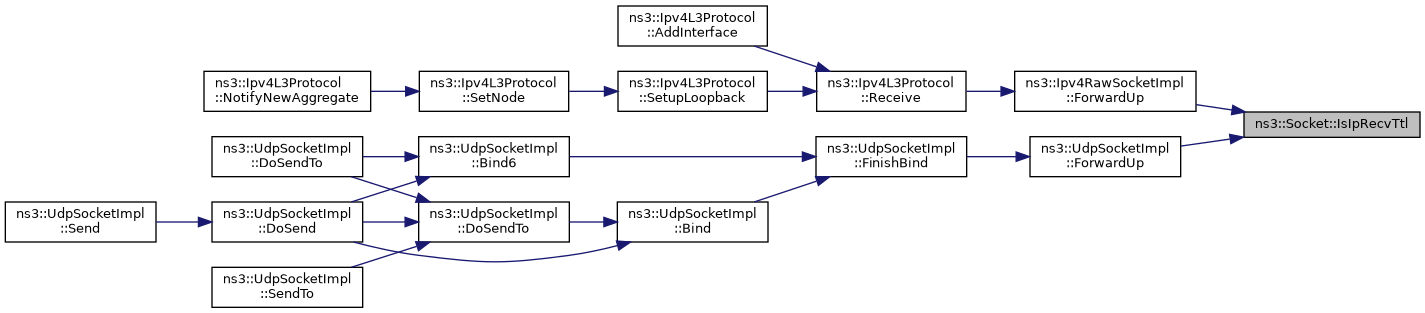 ns3::Ipv4L3Protocol
::AddInterface
ns3::Ipv4L3Protocol
::NotifyNewAggregate
ns3::Ipv4L3Protocol
::SetNode
ns3::Ipv4L3Protocol
::SetupLoopback
ns3::Ipv4L3Protocol
::Receive
ns3::Ipv4RawSocketImpl
::ForwardUp
ns3::Socket::IsIpRecvTtl
ns3::UdpSocketImpl
::DoSendTo
ns3::UdpSocketImpl
::Bind6
ns3::UdpSocketImpl
::FinishBind
ns3::UdpSocketImpl
::ForwardUp
ns3::UdpSocketImpl
::Send
ns3::UdpSocketImpl
::DoSend
ns3::UdpSocketImpl
::DoSendTo
ns3::UdpSocketImpl
::Bind
ns3::UdpSocketImpl
::SendTo